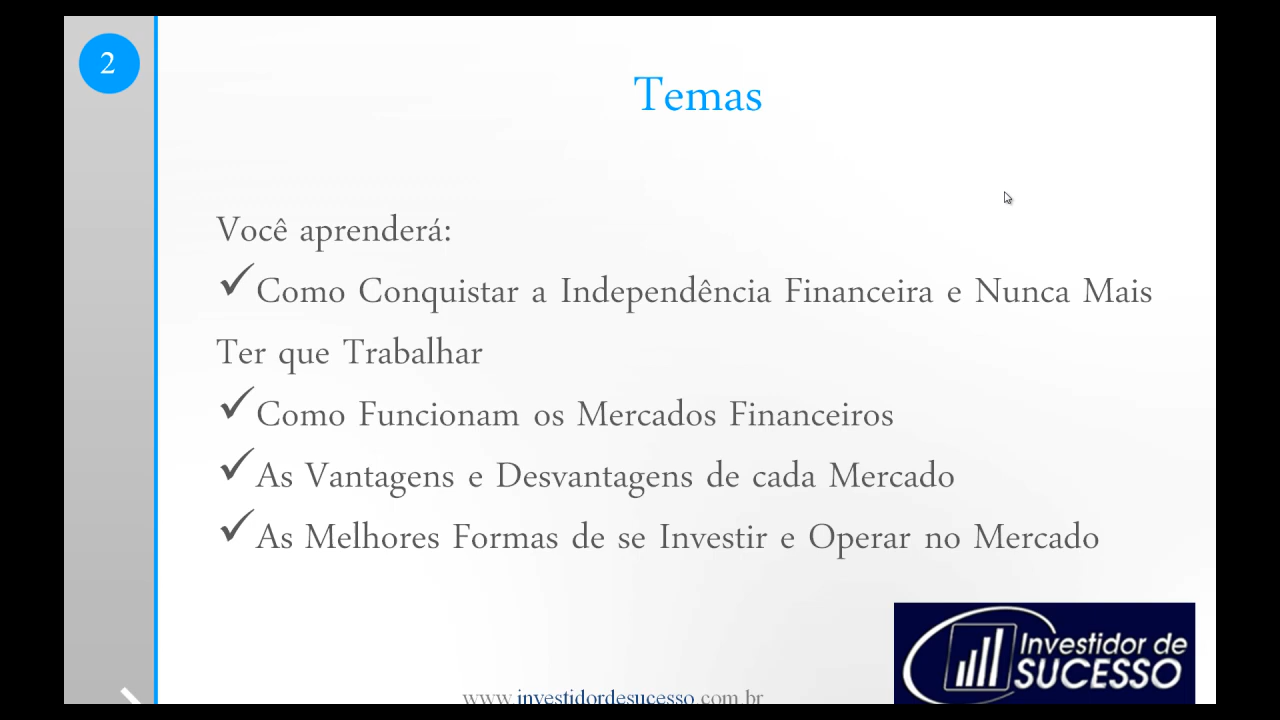 2
Temas
Você aprenderá:
✓Como Conquistar a Independência Financeira e Nunca Mais
Ter que Trabalhar
✓Como Funcionam os Mercados Financeiros
✓As Vantagens e Desvantagens de cada Mercado
✓As Melhores Formas de se Investir e Operar no Mercado
Investidor de
SUCESSO
www.investidordesucesso.com.br